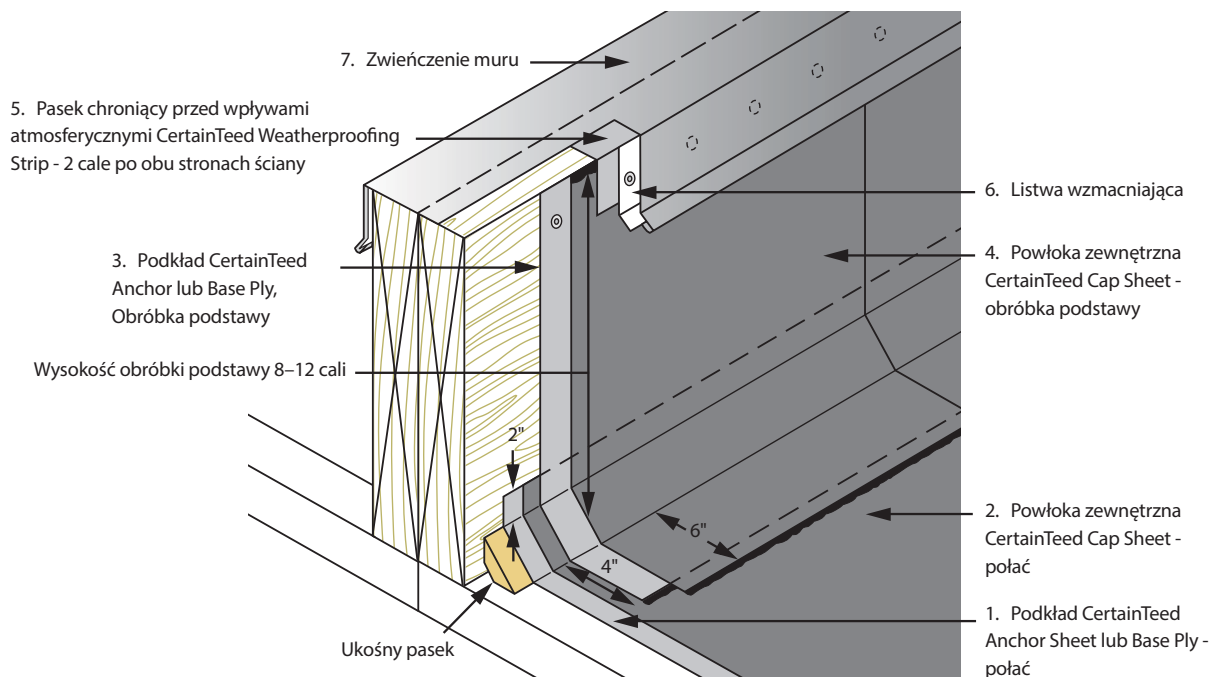 7. Zwieńczenie muru
5. Pasek chroniący przed wpływami
atmosferycznymi CertainTeed Weatherproofing
Strip - 2 cale po obu stronach ściany
3. Podkład CertainTeed
Anchor lub Base Ply,
Obróbka podstawy
Wysokość obróbki podstawy 8–12 cali
2"
6"
4"
Ukośny pasek
6. Listwa wzmacniająca
4. Powłoka zewnętrzna
CertainTeed Cap Sheet -
obróbka podstawy
2. Powłoka zewnętrzna
CertainTeed Cap Sheet -
połać
1. Podkład CertainTeed
Anchor Sheet lub Base Ply -
połać